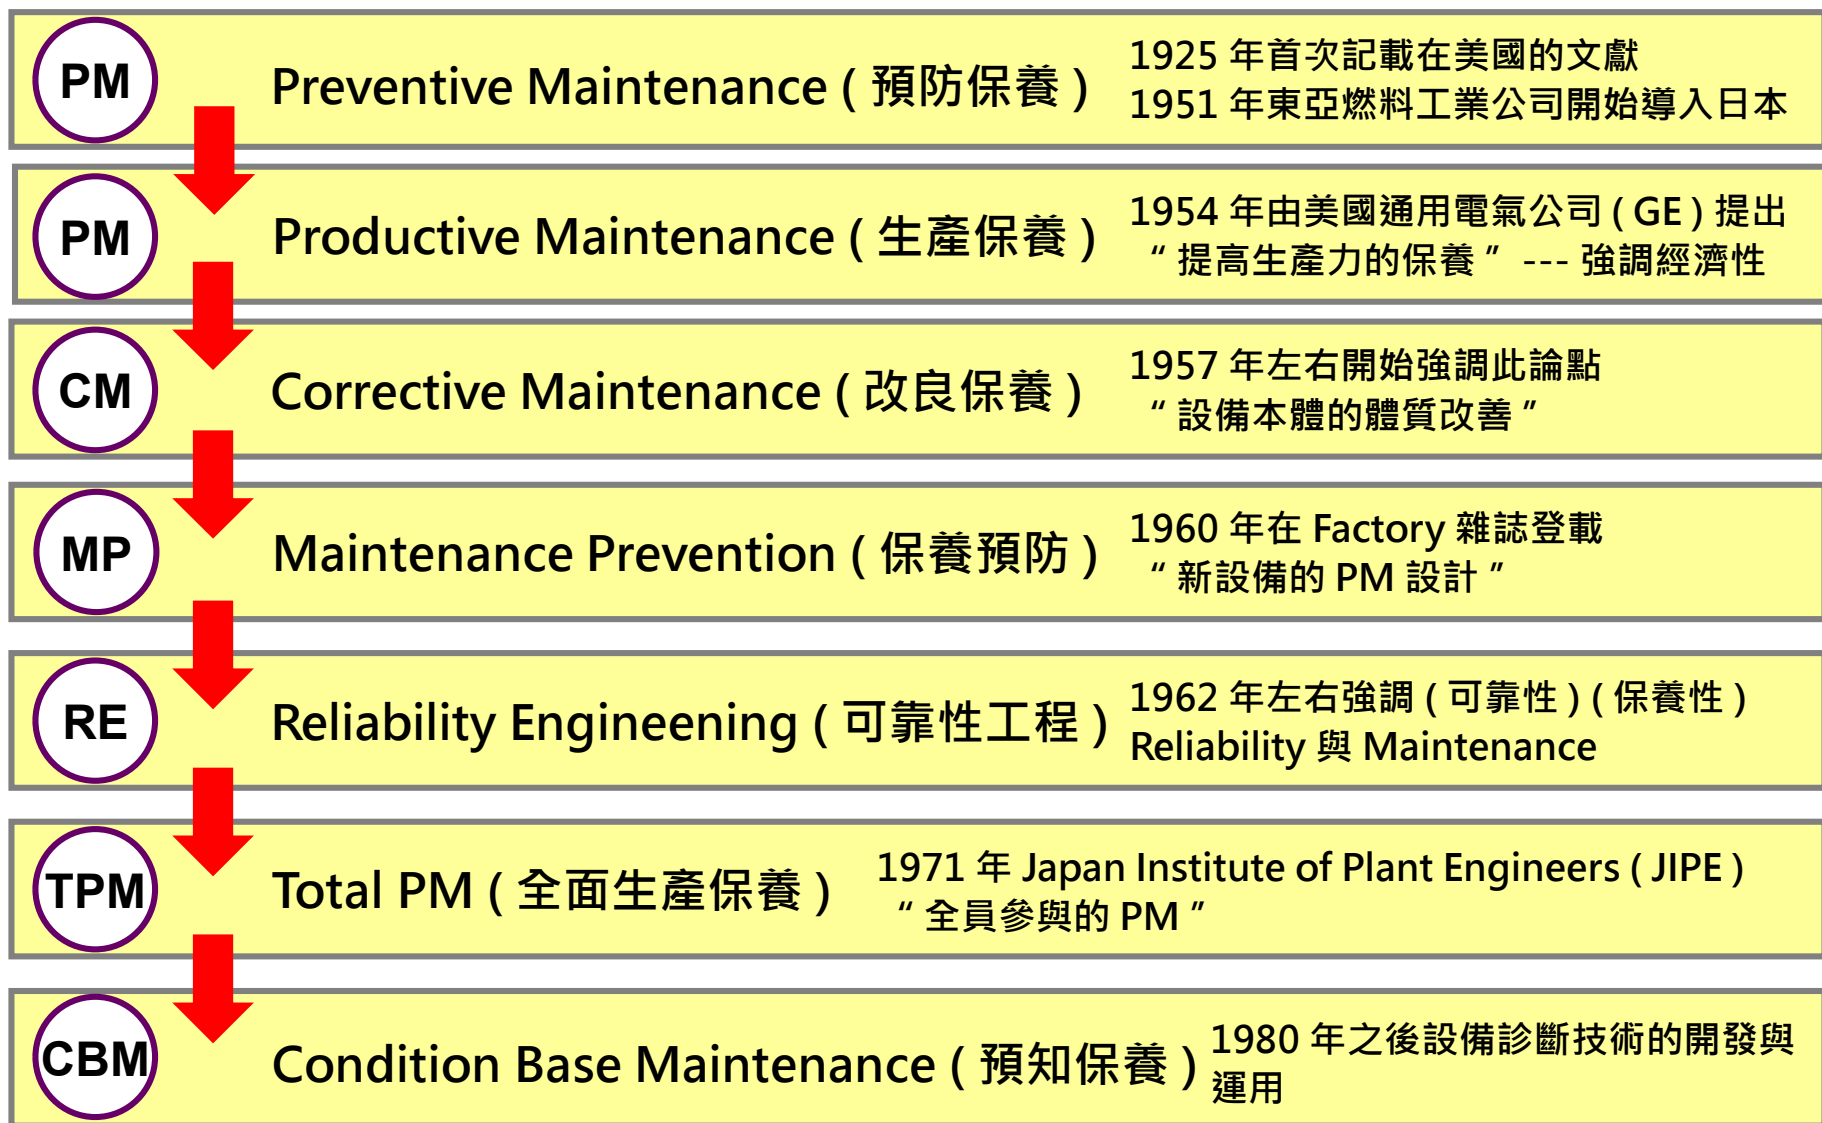 PM
Preventive Maintenance ( 預防保養 )
1925 年首次記載在美國的文獻
1951 年東亞燃料工業公司開始導入日本
PM
Productive Maintenance ( 生產保養 )
1954 年由美國通用電氣公司 ( GE ) 提出
“ 提高生產力的保養 ” --- 強調經濟性
CM
Corrective Maintenance ( 改良保養 )
1957 年左右開始強調此論點
“ 設備本體的體質改善 ”
MP
Maintenance Prevention ( 保養預防 )
1960 年在 Factory 雜誌登載
“ 新設備的 PM 設計 ”
RE
Reliability Engineening ( 可靠性工程 )
1962 年左右強調 ( 可靠性 ) ( 保養性 )
Reliability 與 Maintenance
TPM
Total PM ( 全面生產保養 )
1971 年 Japan Institute of Plant Engineers ( JIPE )
“ 全員參與的 PM ”
CBM
Condition Base Maintenance ( 預知保養 )
1980 年之後設備診斷技術的開發與
運用